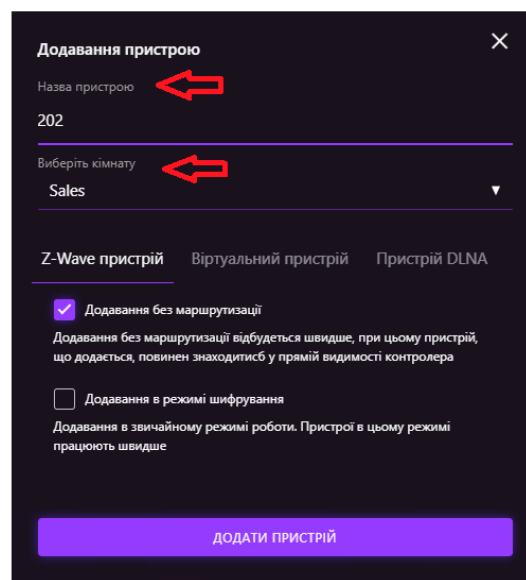 Додавання пристрою
Назва пристрою
202
Виберіть кімнату
Sales
Z-Wave пристрій Віртуальний пристрій Пристрій DLNA
Додавання без маршрутизації
Додавання без маршрутизації відбудеться швидше, при цьому пристрій,
що додається, повинен знаходитисб у прямій видимості контролера
Додавання в режимі шифрування
Додавання в звичайному режимі роботи. Пристрої в цьому режимі
працюють швидше
ДОДАТИ ПРИСТРІЙ